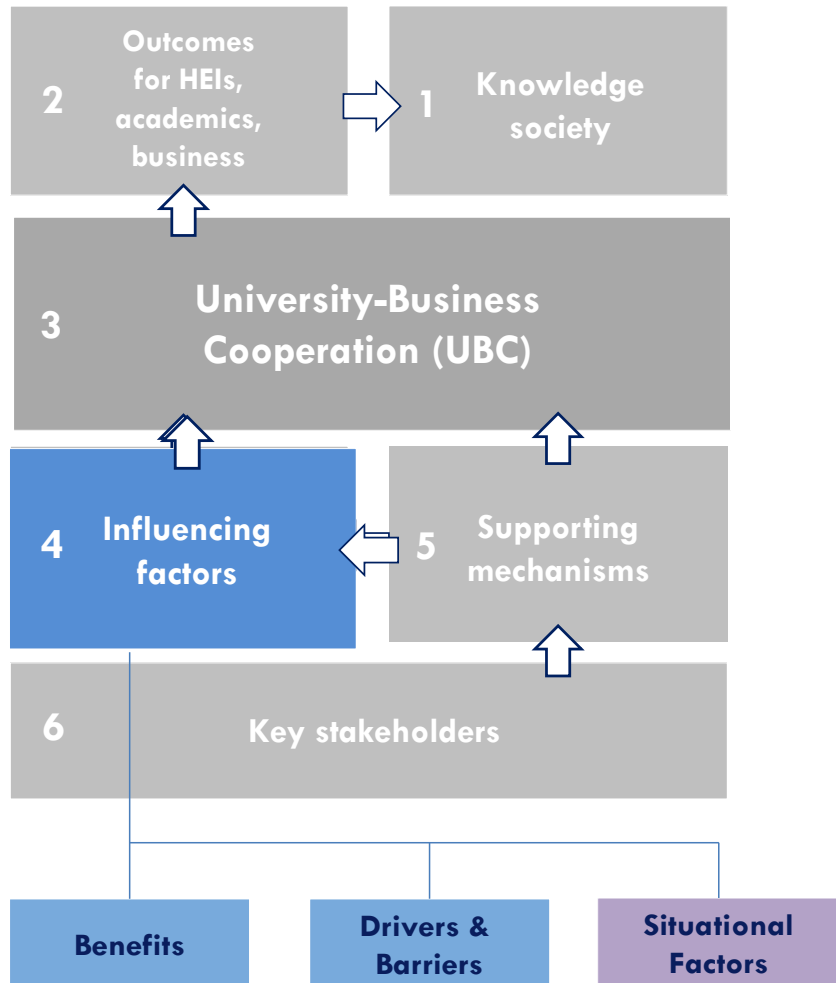 2
Outcomes
for HEIs,
academics,
business
1
Knowledge
society
3
University-Business
Cooperation (UBC)
4
Influencing
factors
5
Supporting
mechanisms
6
Key stakeholders
Benefits
Drivers &
Barriers
Situational
Factors